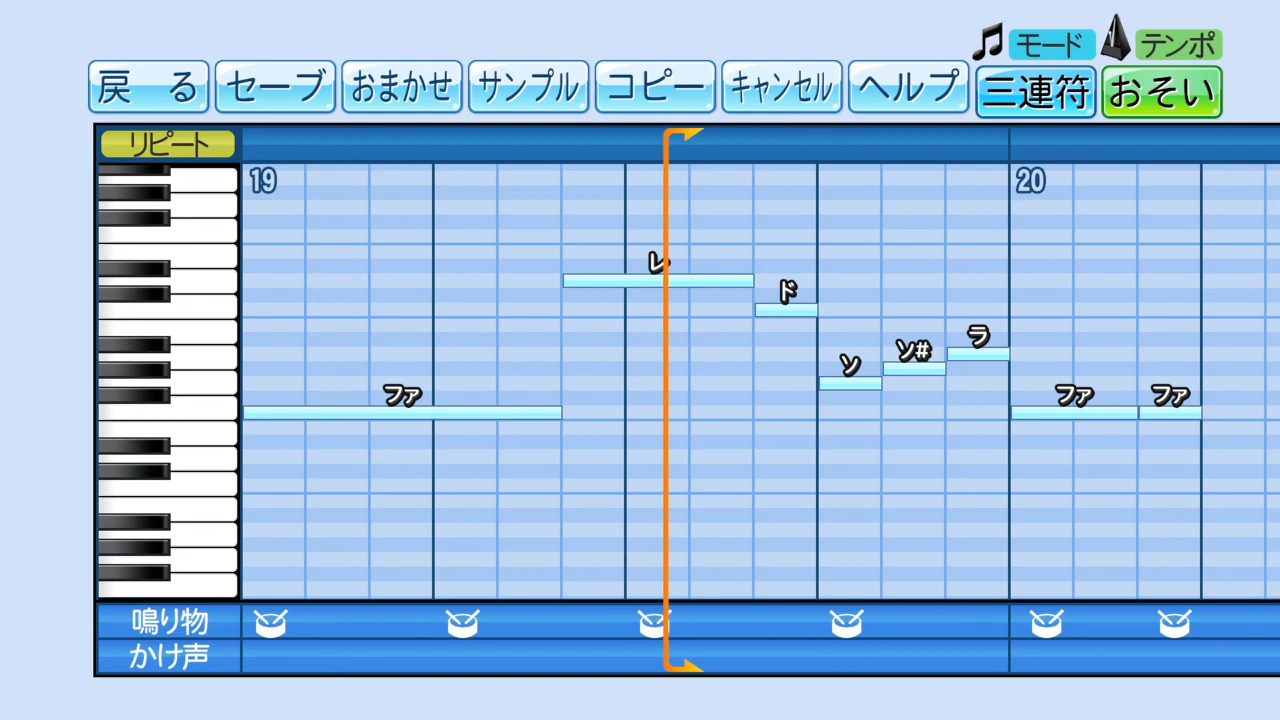 モード テンポ
戻る セーブ おまかせ サンプル コピー キャンセル ヘルプ 三連符 おそい
リピート
19 20
レ
ド
ラ
ソ ソ#
ファ ファ ファ
鳴り物
かけ声